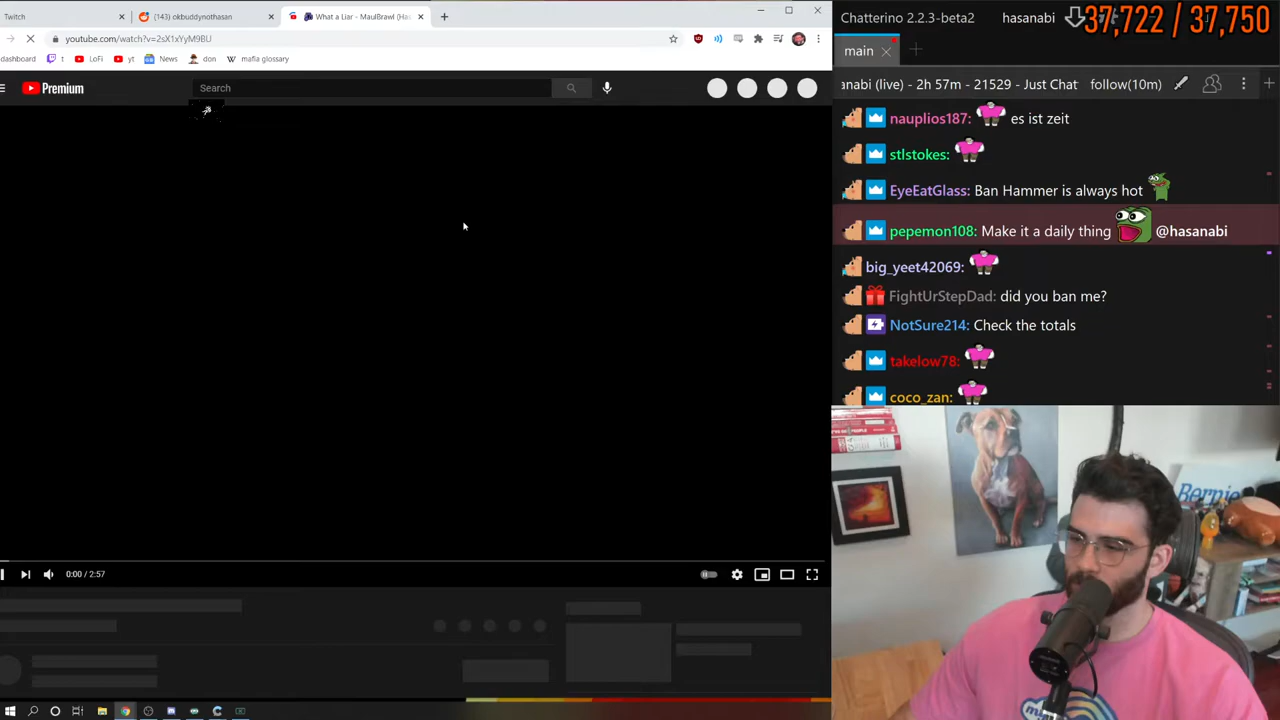 Twitch
(143) okbuddynothasan
What a Liar - MaulBrawl (Ha
youtube.com/watch?v=2sX1xYyM9BU
dashboard
t
LoFi
yt
News
don
mafia glossary
Premium
Search
0:00 / 2:57
Chatterino 2.2.3-beta2
hasanabi
37,722 / 37,750
main
anabi (live) - 2h 57m - 21529 - Just Chat
follow(10m)
nauplios187: es ist zeit
stlstokes:
EyeEatGlass: Ban Hammer is always hot
pepemon108: Make it a daily thing @hasanabi
big_yeet42069:
FightUrStepDad: did you ban me?
NotSure214: Check the totals
takelow78:
coco_zan:
Bernie